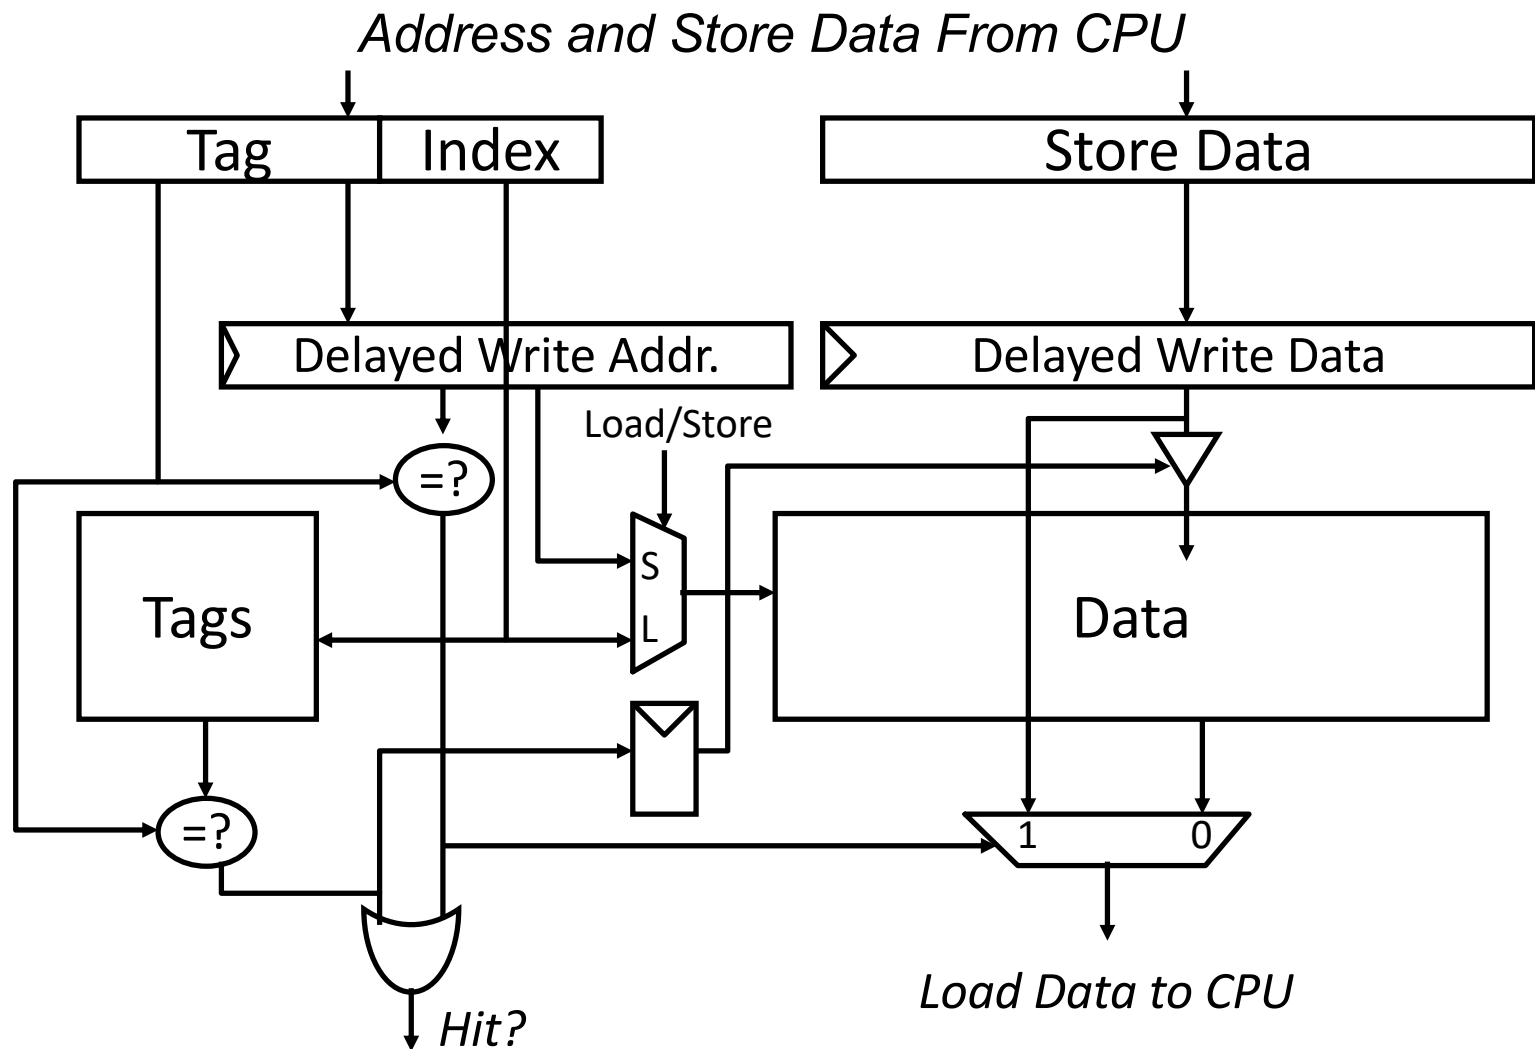 Address and Store Data From CPU
Tag
Index
Store Data
Delayed Write Addr.
Delayed Write Data
Load/Store
=?
S
Tags
L
Data
=?
1
0
Load Data to CPU
Hit?